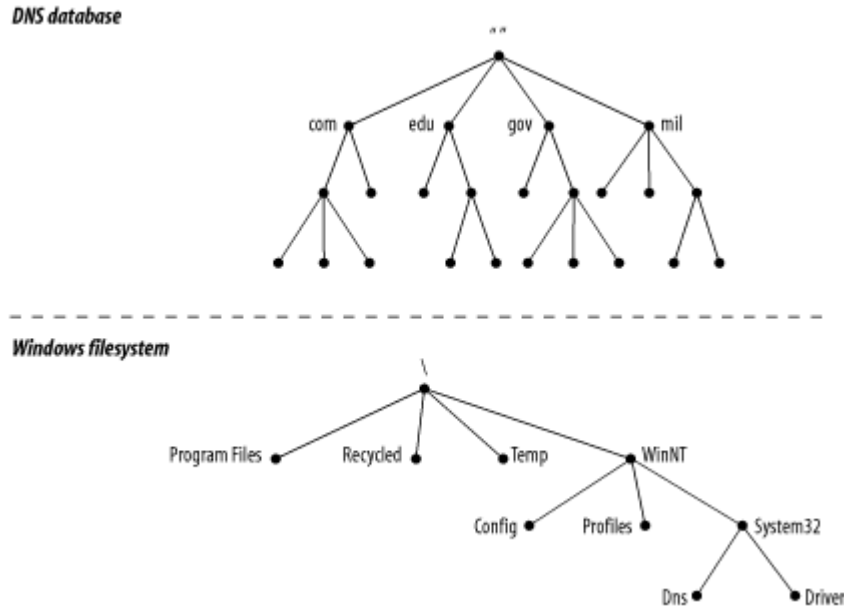 DNS database
" "
com edu gov mil
Windows filesystem
\
Program Files Recycled Temp WinNT
Config Profiles System32
Dns Driver